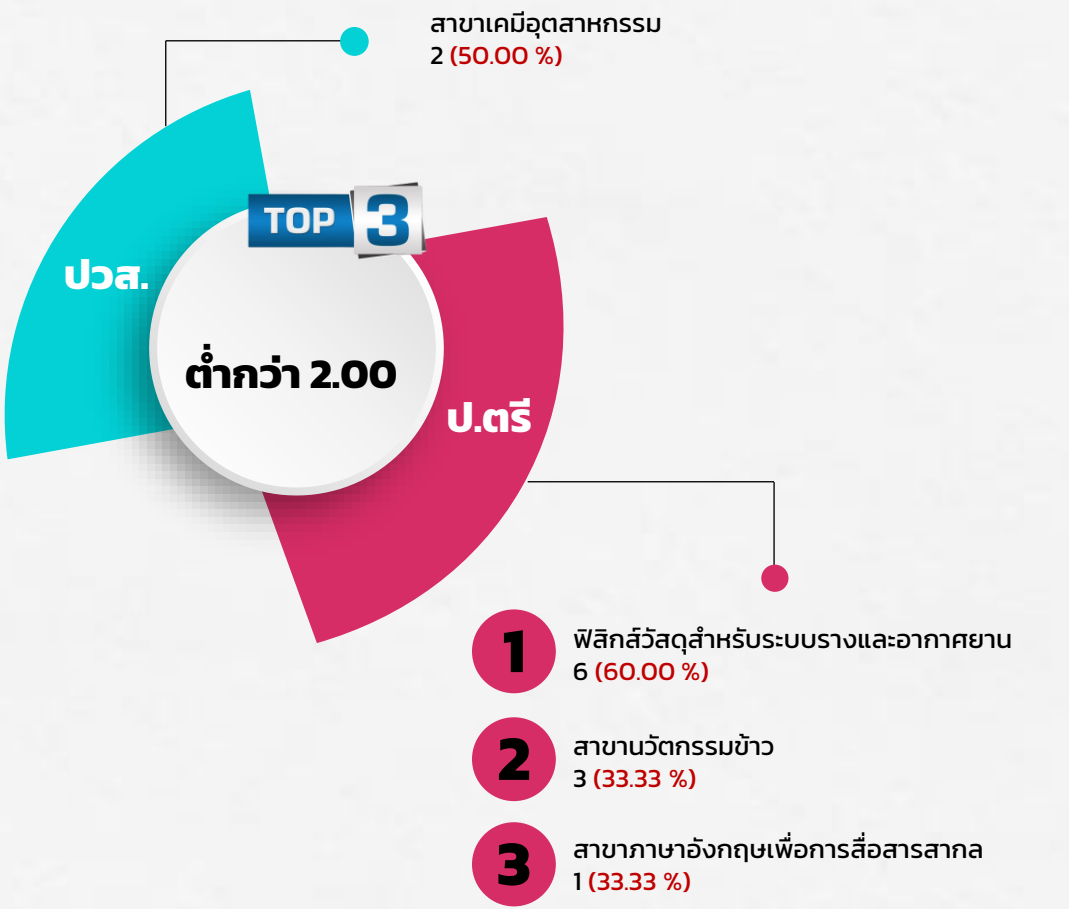 สาขาเคมีอุตสาหกรรม
2 (50.00 %)
TOP 3
ปวส.
ต่ำกว่า 2.00
ป.ตรี
1
ฟิสิกส์วัสดุสำหรับระบบรางและอากาศยาน
6 (60.00 %)
2
สาขานวัตกรรมข้าว
3 (33.33 %)
3
สาขาภาษาอังกฤษเพื่อการสื่อสารสากล
1 (33.33 %)